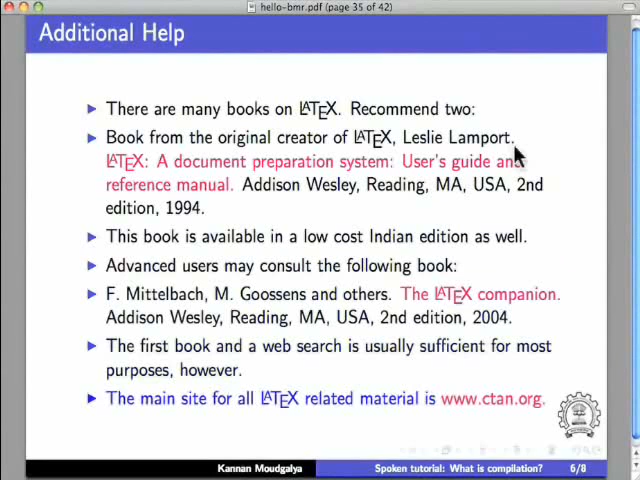 hello-bmr.pdf (page 35 of 42)
Additional Help
There are many books on LATEX. Recommend two:
Book from the original creator of LATEX, Leslie Lamport.
LATEX: A document preparation system: User's guide and
reference manual. Addison Wesley, Reading, MA, USA, 2nd
edition, 1994.
This book is available in a low cost Indian edition as well.
Advanced users may consult the following book:
F. Mittelbach, M. Goossens and others. The LATEX companion.
Addison Wesley, Reading, MA, USA, 2nd edition, 2004.
The first book and a web search is usually sufficient for most
purposes, however.
The main site for all LATEX related material is www.ctan.org.
Kannan Moudgalya Spoken tutorial: What is compilation? 6/8